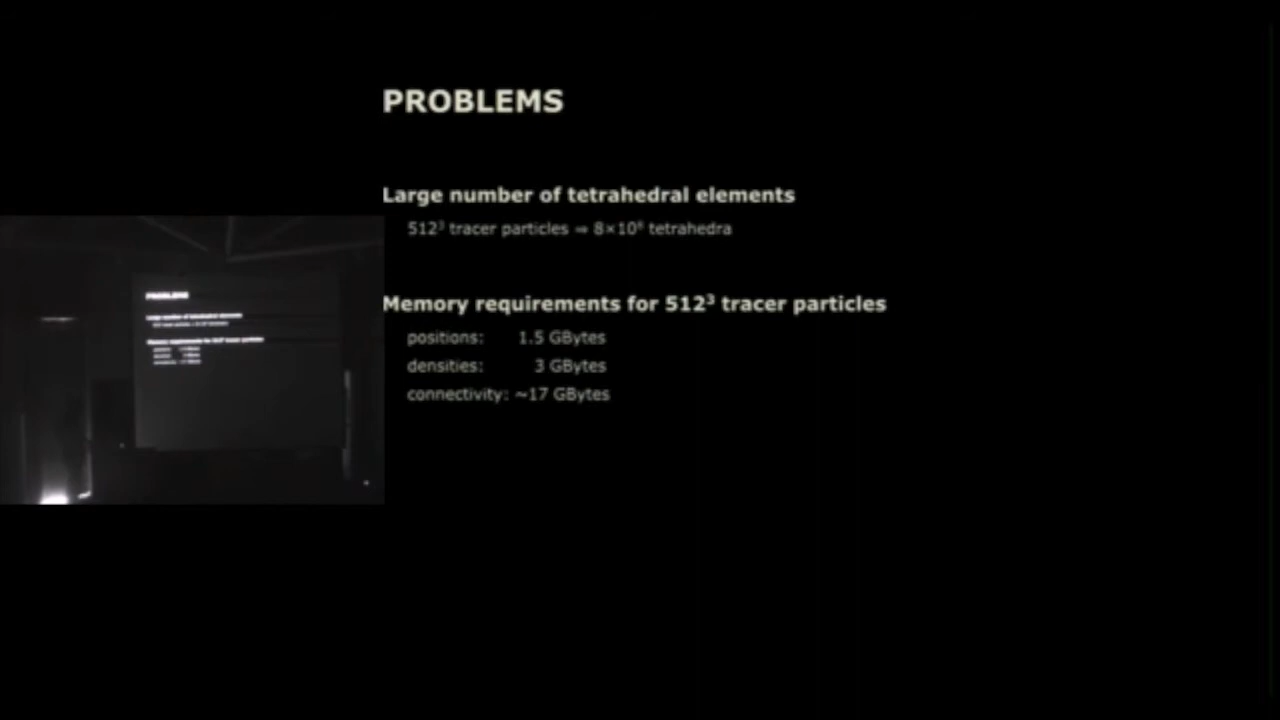 PROBLEMS
Large number of tetrahedral elements
512³ tracer particles ⇒ 8×10⁸ tetrahedra
Memory requirements for 512³ tracer particles
positions: 1.5 GBytes
densities: 3 GBytes
connectivity: ~17 GBytes